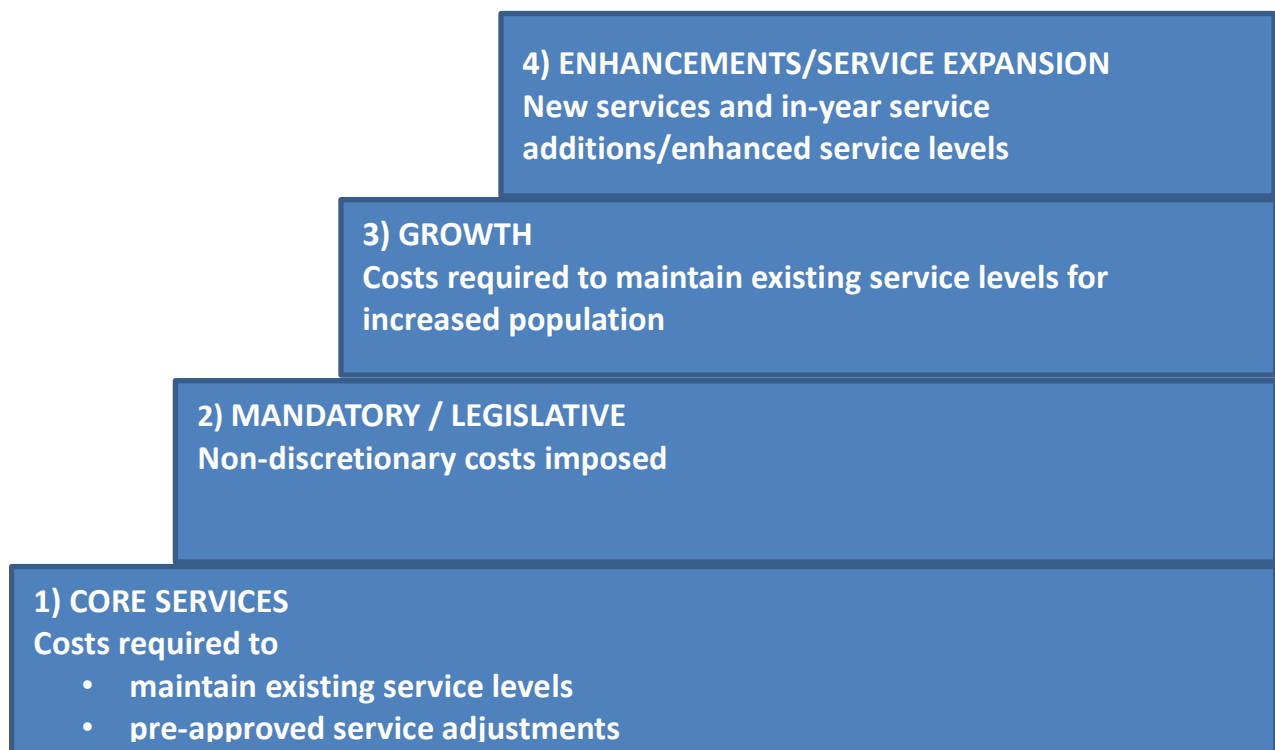 4) ENHANCEMENTS/SERVICE EXPANSION
New services and in-year service
additions/enhanced service levels
3) GROWTH
Costs required to maintain existing service levels for
increased population
2) MANDATORY / LEGISLATIVE
Non-discretionary costs imposed
1) CORE SERVICES
Costs required to
• maintain existing service levels
• pre-approved service adjustments